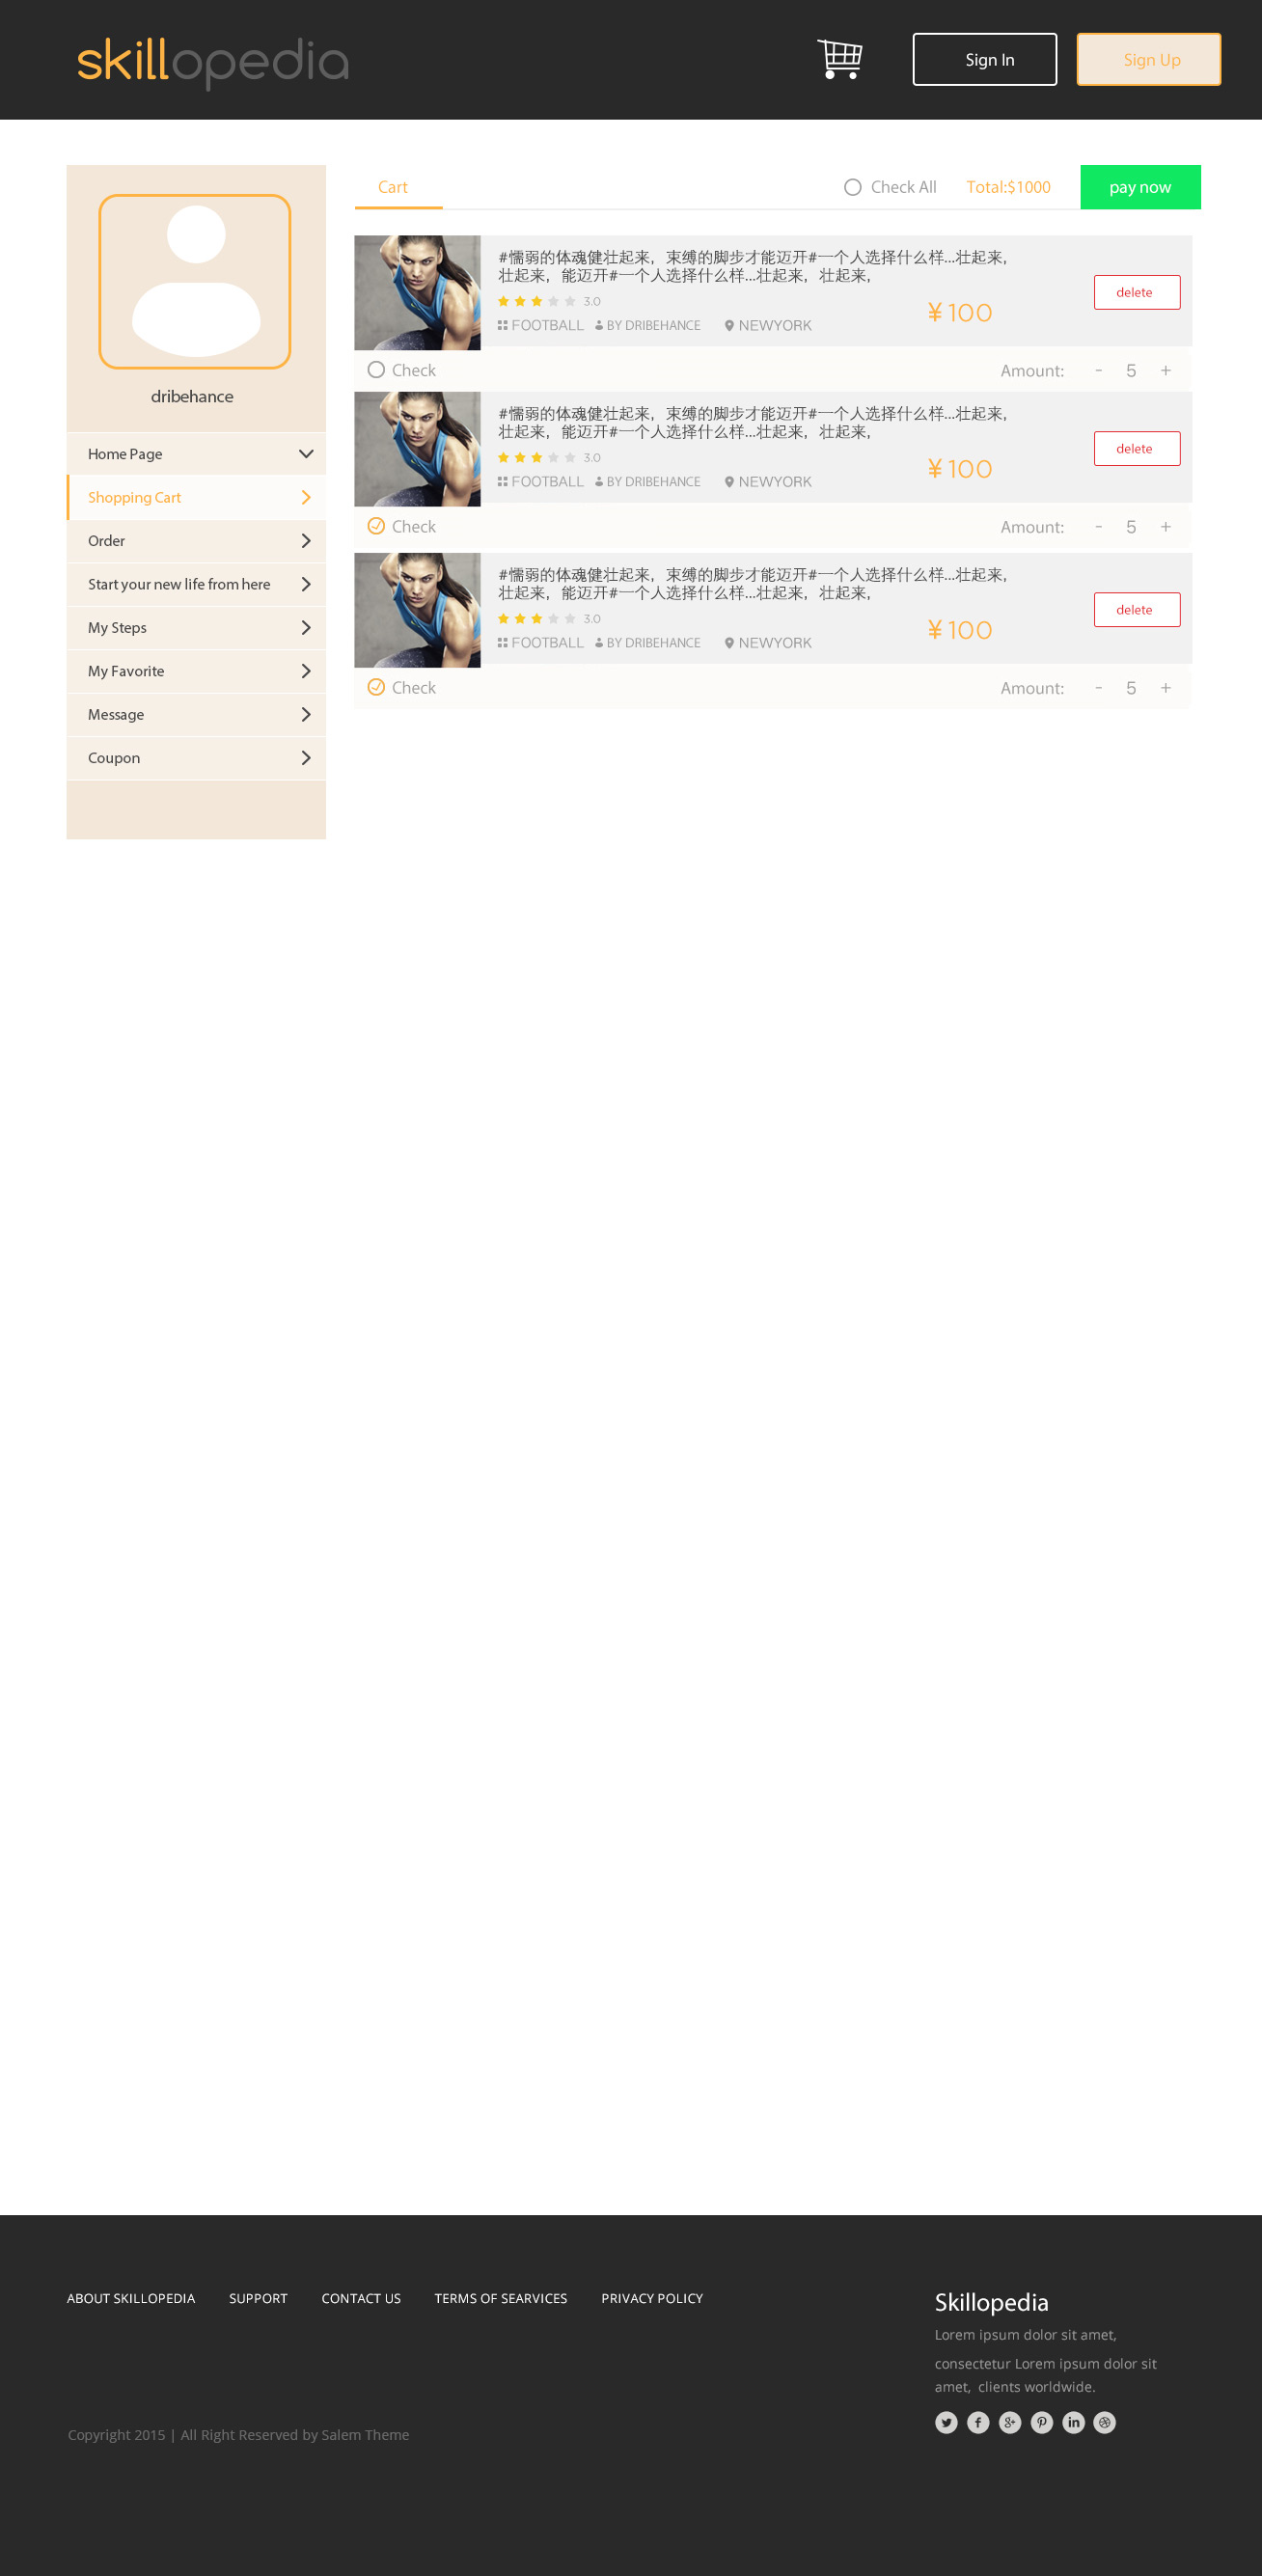 skillopedia
Sign In
Sign Up
dribehance
Home Page
Shopping Cart
Order
Start your new life from here
My Steps
My Favorite
Message
Coupon
Cart
Check All
Total:$1000
pay now
#懦弱的体魂健壮起来，束缚的脚步才能迈开#一个人选择什么样...壮起来，
壮起来，能迈开#一个人选择什么样...壮起来，壮起来，
3.0
¥ 100
delete
FOOTBALL BY DRIBEHANCE NEWYORK
Check
Amount: - 5 +
#懦弱的体魂健壮起来，束缚的脚步才能迈开#一个人选择什么样...壮起来，
壮起来，能迈开#一个人选择什么样...壮起来，壮起来，
3.0
¥ 100
delete
FOOTBALL BY DRIBEHANCE NEWYORK
Check
Amount: - 5 +
#懦弱的体魂健壮起来，束缚的脚步才能迈开#一个人选择什么样...壮起来，
壮起来，能迈开#一个人选择什么样...壮起来，壮起来，
3.0
¥ 100
delete
FOOTBALL BY DRIBEHANCE NEWYORK
Check
Amount: - 5 +
ABOUT SKILLOPEDIA SUPPORT CONTACT US TERMS OF SEARVICES PRIVACY POLICY
Copyright 2015 | All Right Reserved by Salem Theme
Skillopedia
Lorem ipsum dolor sit amet,
consectetur Lorem ipsum dolor sit
amet, clients worldwide.